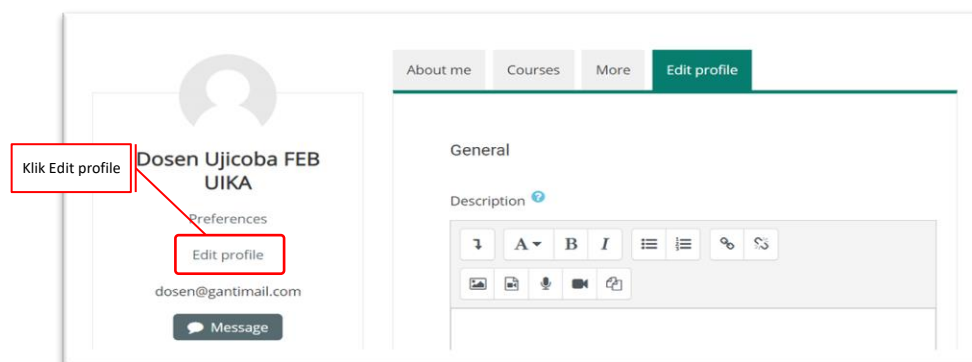 About me Courses More Edit profile
Klik Edit profile
Dosen Ujicoba FEB
UIKA
Preferences
Edit profile
dosen@gantimail.com
Message
General
Description
A B I